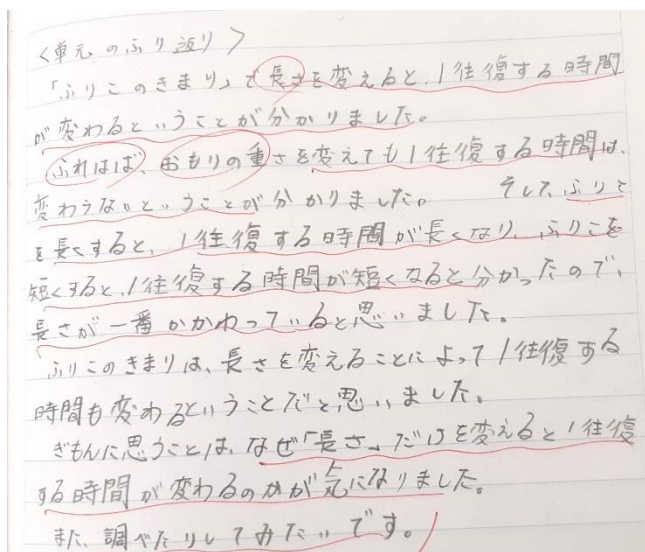 <単元のふり返り>
「ふりこのきまり」で長さを変えると、1往復する時間
が変わるということが分かりました。
ふれはば、おもりの重さを変えても1往復する時間は、
変わらないということが分かりました。 そして、ふりこ
を長くすると、1往復する時間が長くなり、ふりこを
短くすると、1往復する時間が短くなると分かったので、
長さが一番かかわっていると思いました。
ふりこのきまりは、長さを変えることによって1往復する
時間も変わるということだと思いました。
ぎもんに思うことは、なぜ「長さ」だけを変えると1往復
する時間が変わるのかが気になりました。
また、調べたりしてみたいです。